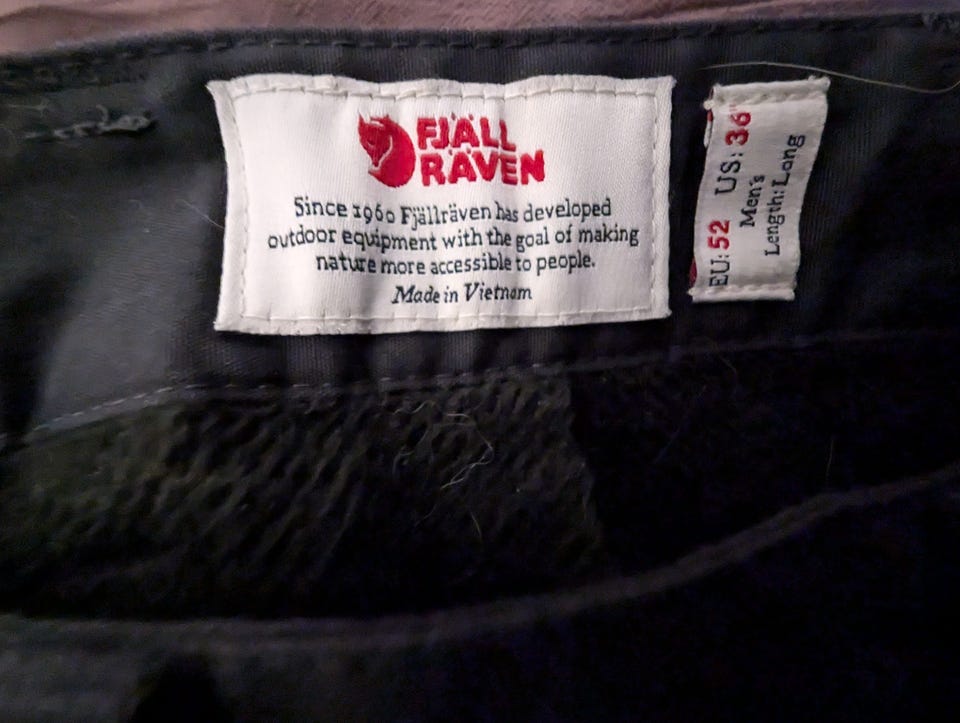 FJÄLL
RÄVEN
Since 1960 Fjällräven has developed
outdoor equipment with the goal of making
nature more accessible to people.
Made in Vietnam
EU: 52 US: 36"
Men's
Length: Long